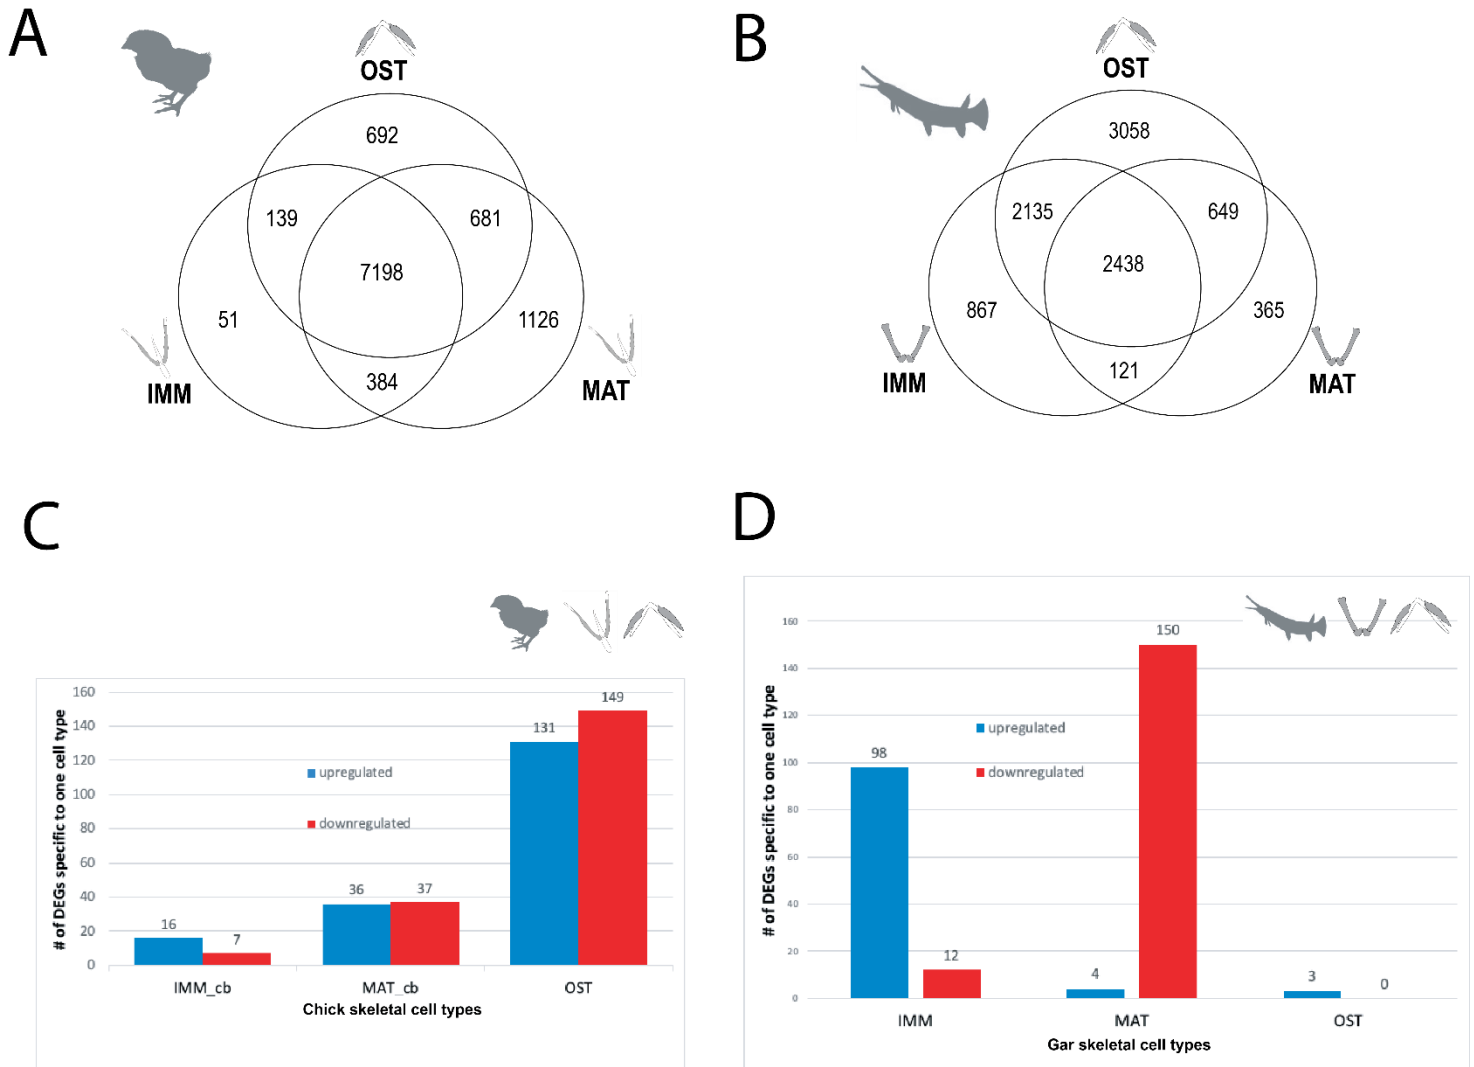 A
OST
692
139
681
7198
51
1126
384
IMM
MAT
B
OST
3058
2135
649
2438
867
365
121
IMM
MAT
C
# of DEGs specific to one cell type
160
140
120
100
80
60
40
20
0
upregulated
downregulated
16
7
36
37
131
149
IMM_cb
MAT_cb
OST
Chick skeletal cell types
D
# of DEGs specific to one cell type
160
140
120
100
80
60
40
20
0
upregulated
downregulated
98
12
4
150
3
0
IMM
MAT
OST
Gar skeletal cell types